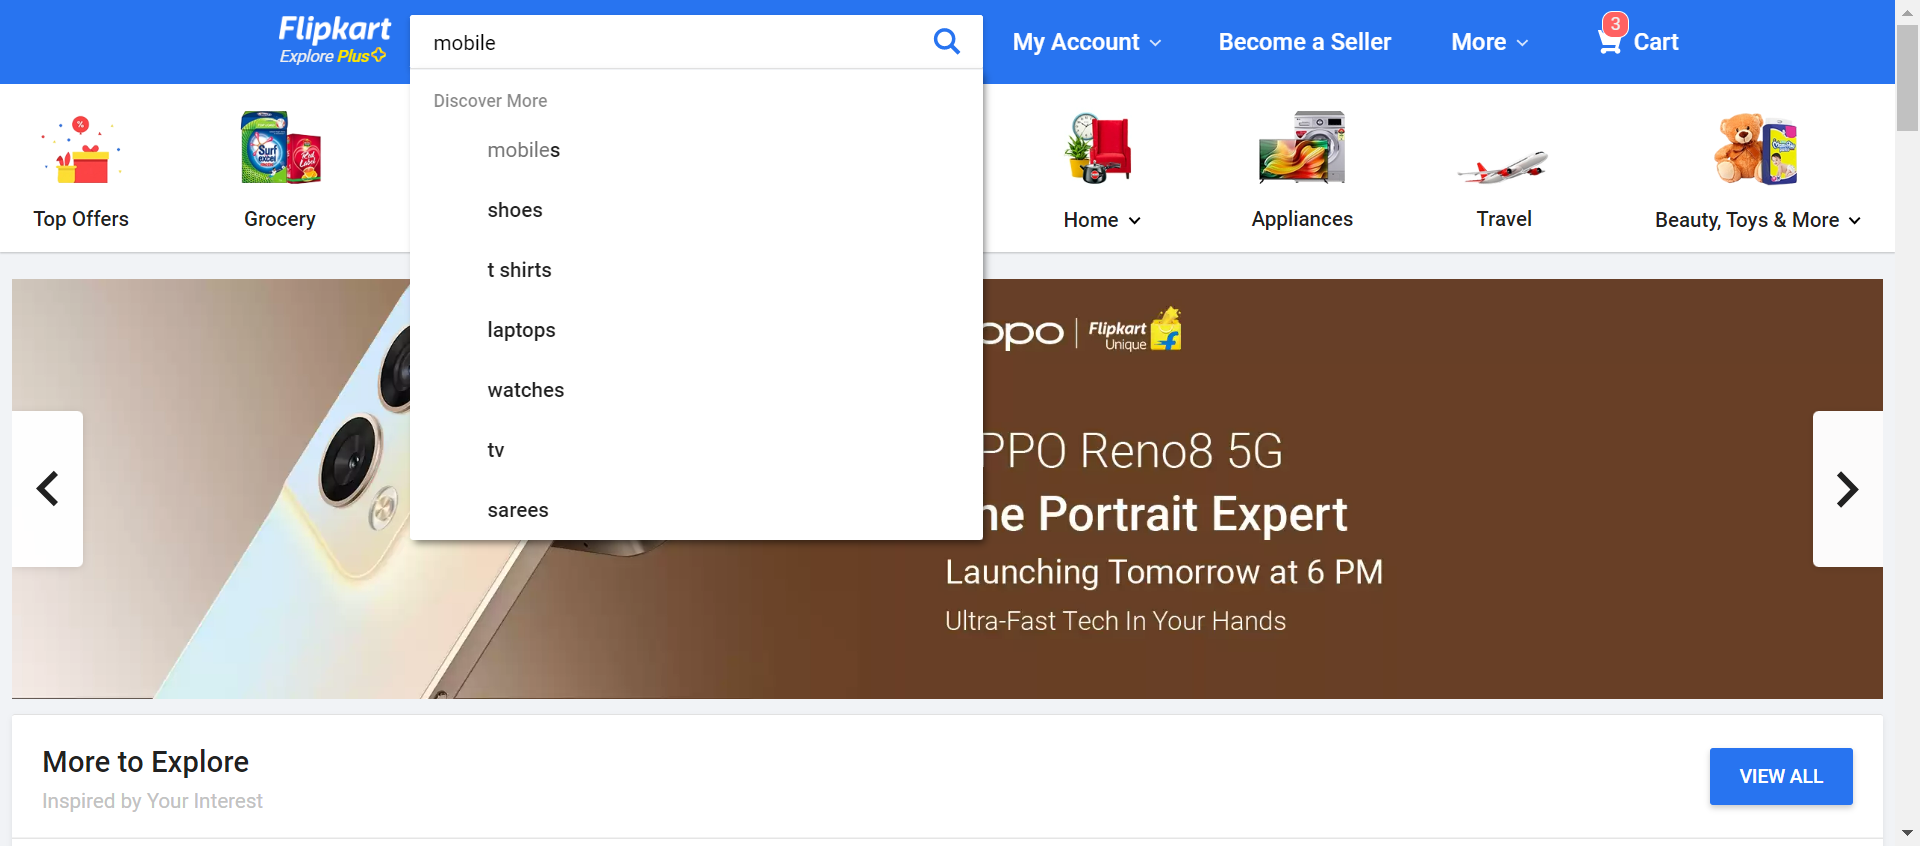 Flipkart
Explore Plus
mobile
My Account
Become a Seller
More
3
Cart
Discover More
mobiles
shoes
t shirts
laptops
watches
tv
sarees
%
Surf excel
Red Label
Top Offers
Grocery
Home
Appliances
Travel
Beauty, Toys & More
ppo
Flipkart
Unique
PPO Reno8 5G
he Portrait Expert
Launching Tomorrow at 6 PM
Ultra-Fast Tech In Your Hands
More to Explore
Inspired by Your Interest
VIEW ALL